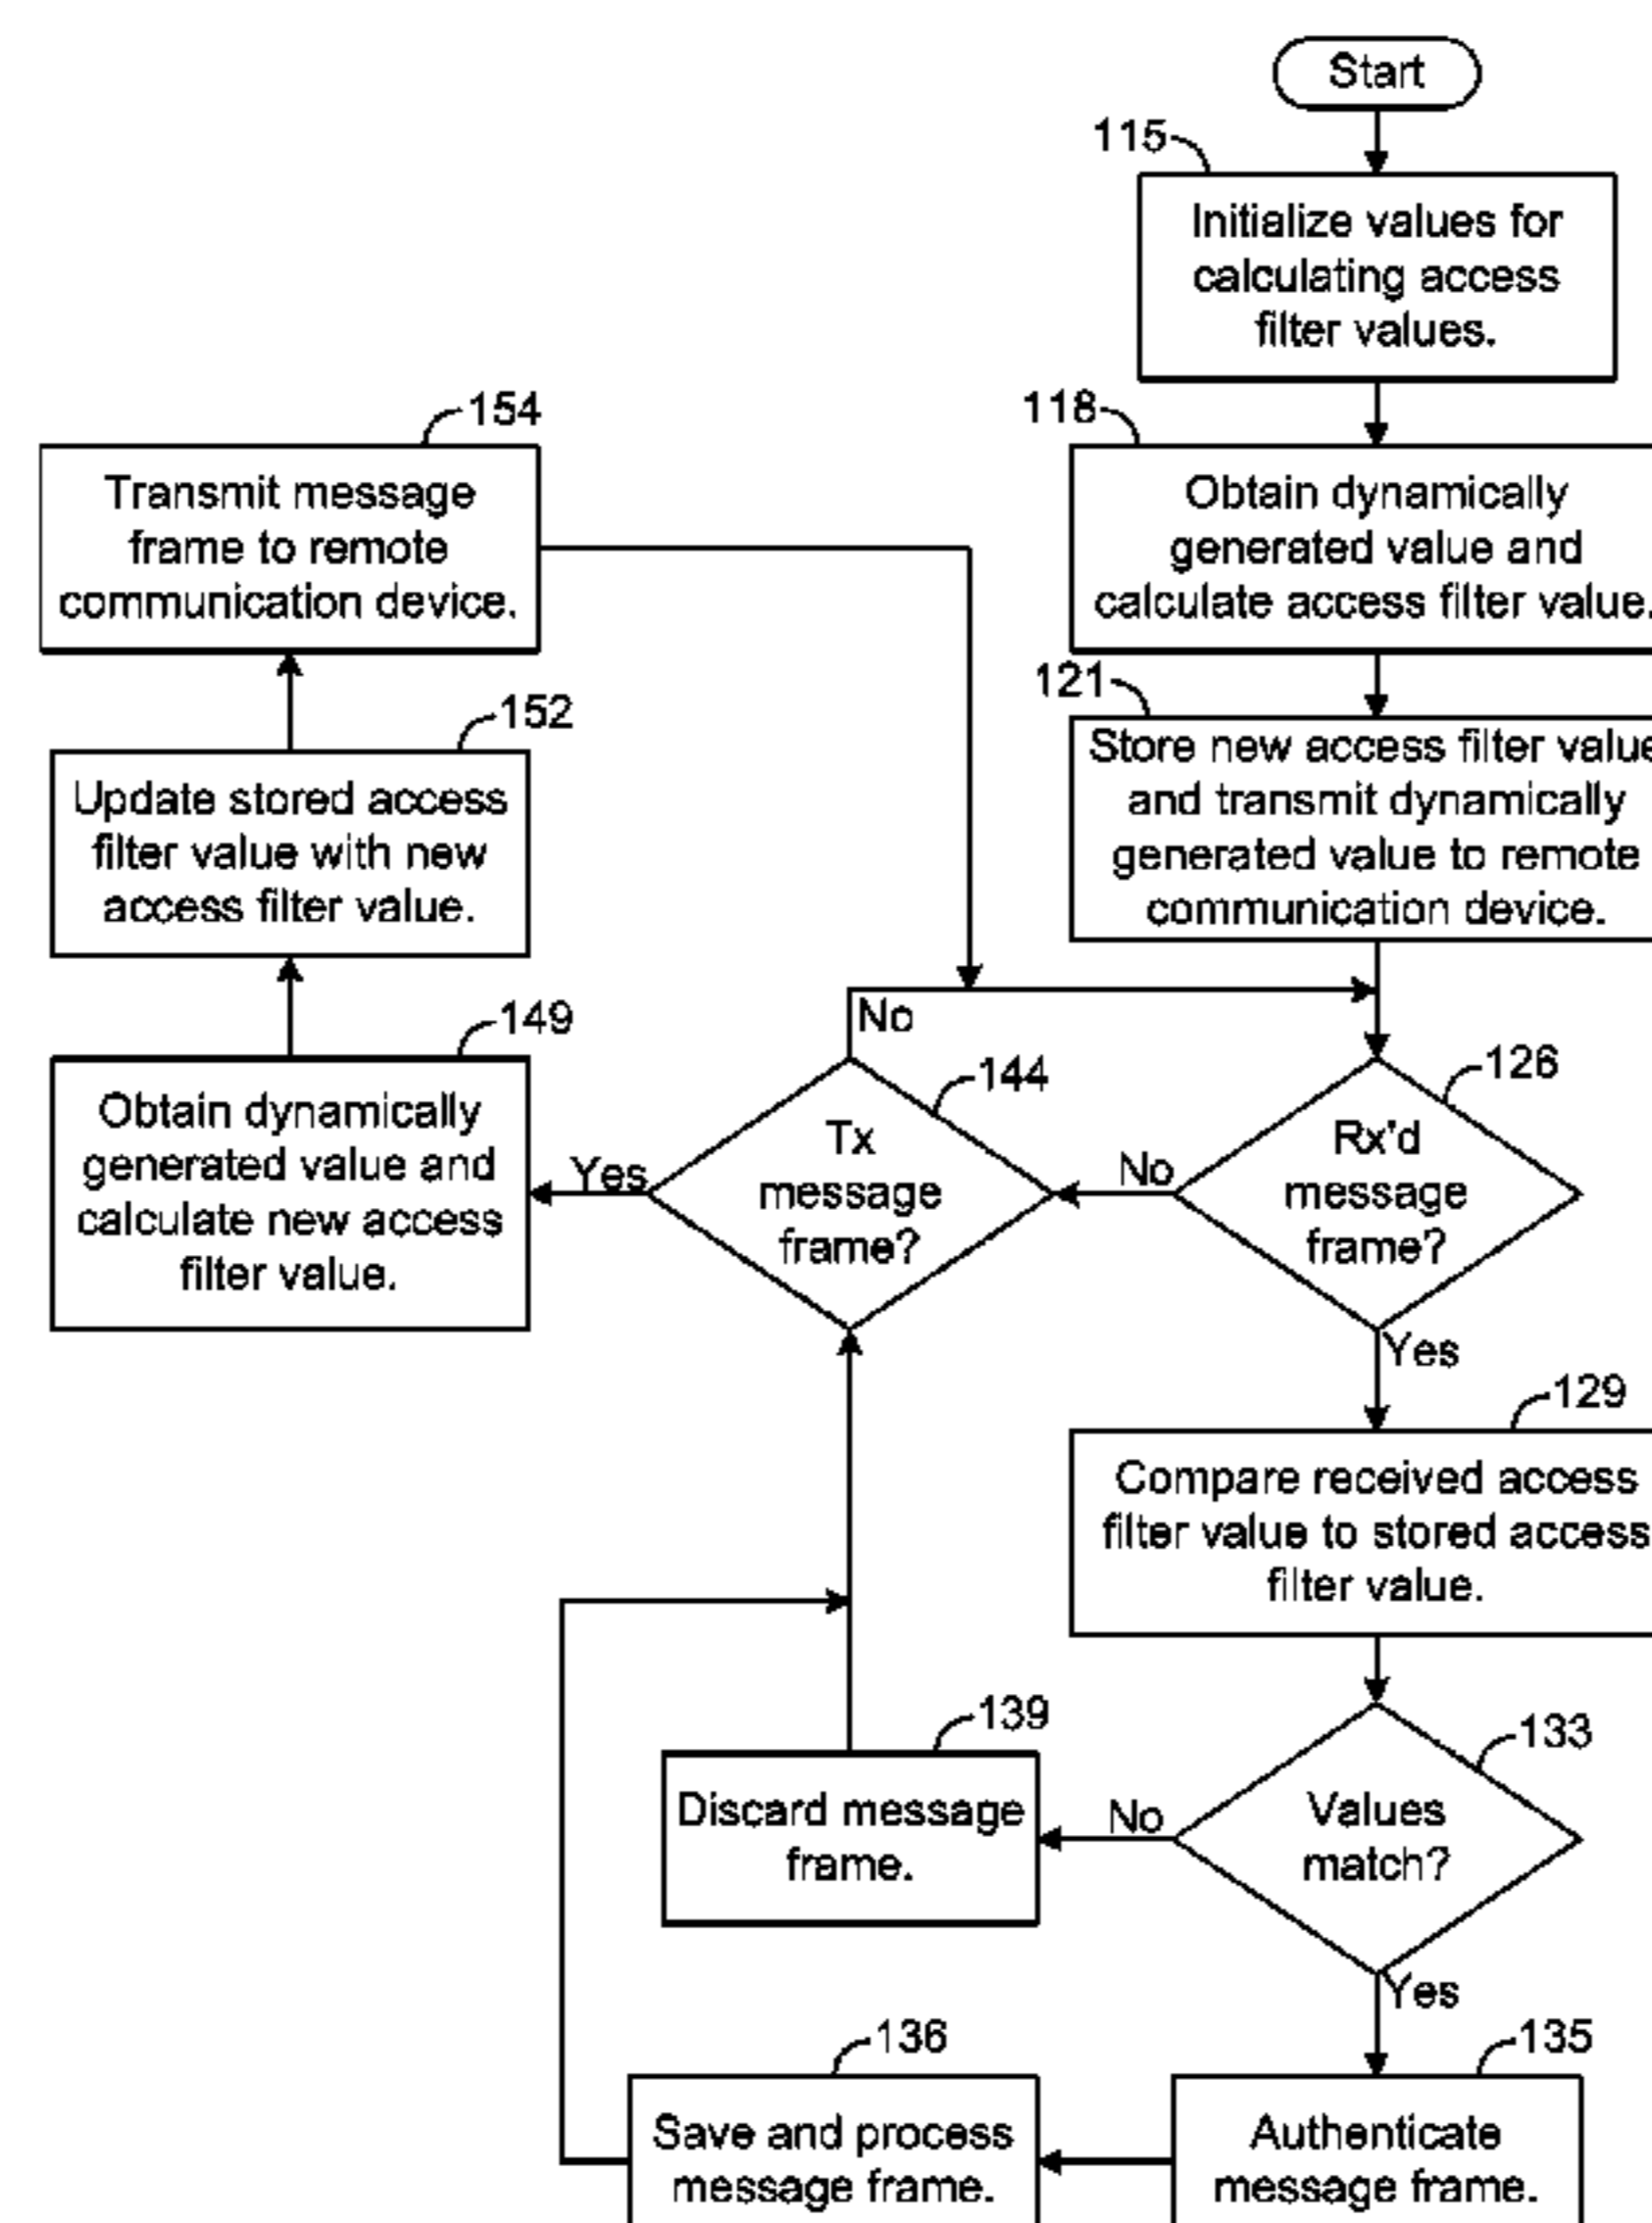 Start
115
Initialize values for
calculating access
filter values.
118
Obtain dynamically
generated value and
calculate access filter value.
121
Store new access filter value
and transmit dynamically
generated value to remote
communication device.
154
Transmit message
frame to remote
communication device.
152
Update stored access
filter value with new
access filter value.
149
Obtain dynamically
generated value and
calculate new access
filter value.
Yes
No
144
Tx
message
frame?
No
126
Rx'd
message
frame?
Yes
129
Compare received access
filter value to stored access
filter value.
133
Values
match?
No
139
Discard message
frame.
Yes
135
Authenticate
message frame.
136
Save and process
message frame.